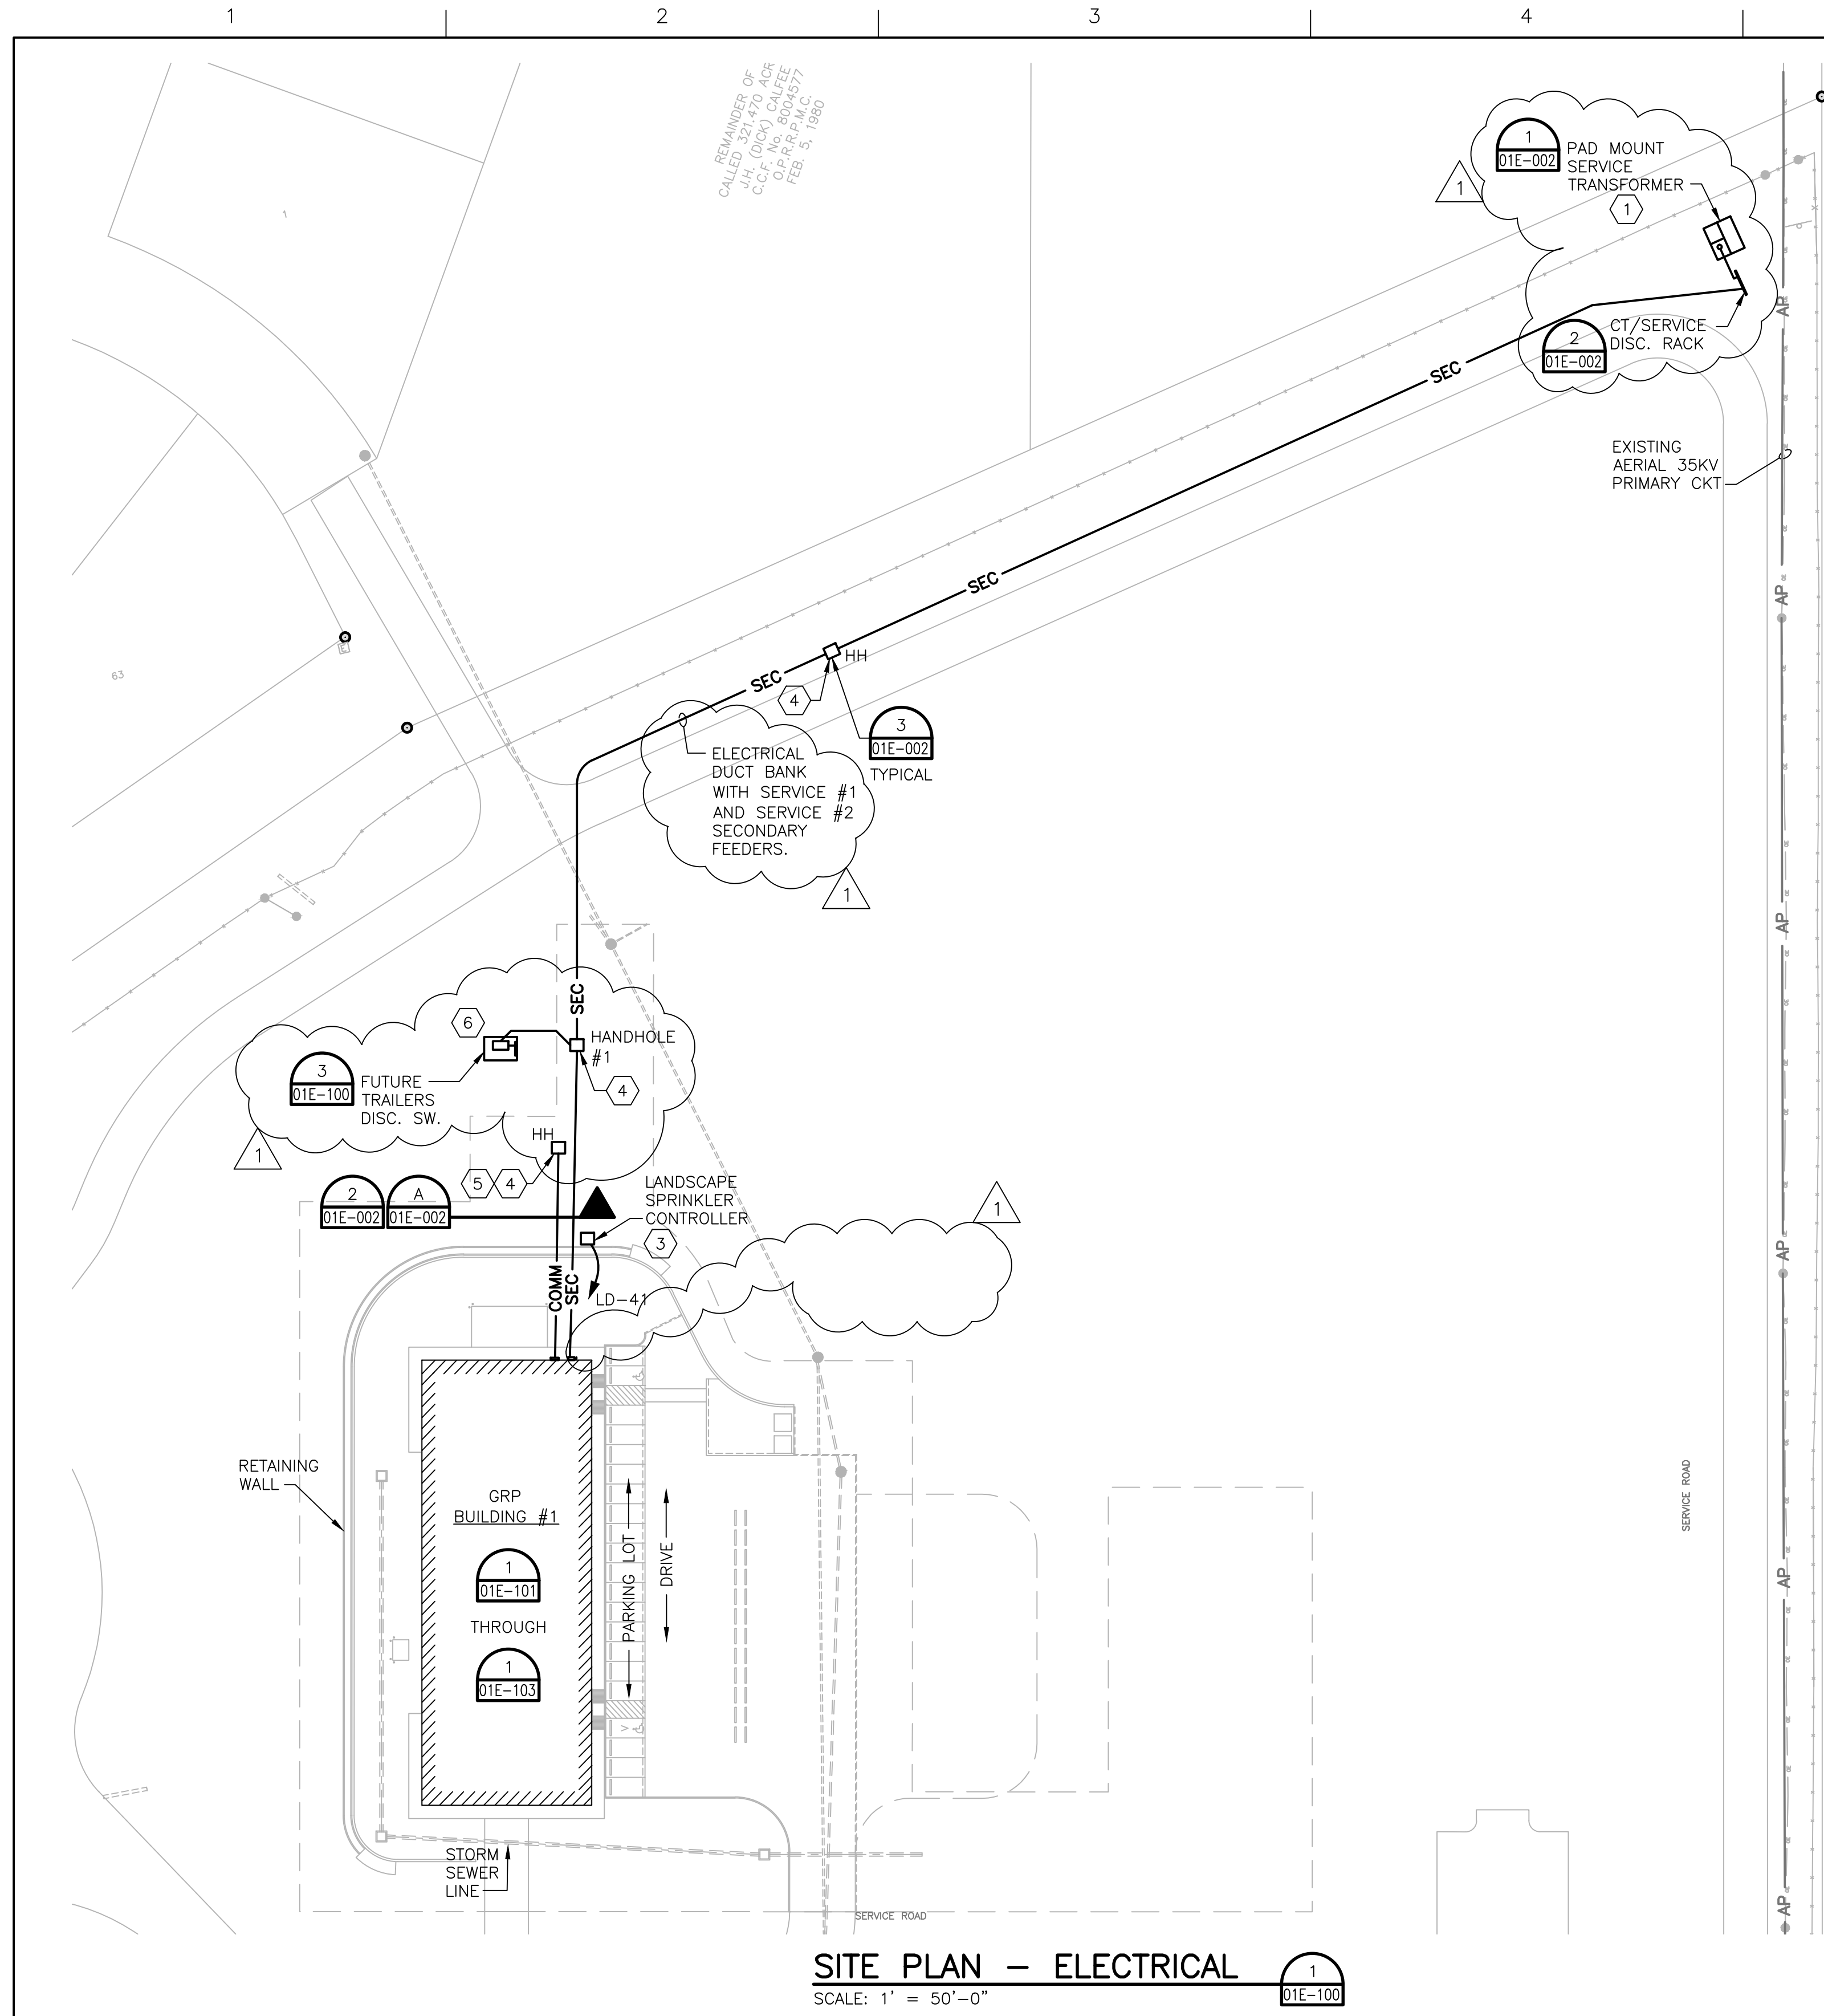 1
2
3
4
REMAINDER OF
CALLED 321.470 ACR
J.H. (DICK) CALFEE
C.C.F. No. 8004577
O.P.R.R.P.M.C.
FEB. 5, 1980
1
1
01E-002
PAD MOUNT
SERVICE
TRANSFORMER
1
1
CT/SERVICE
DISC. RACK
2
01E-002
SEC
AP
EXISTING
AERIAL 35KV
PRIMARY CKT
SEC
AP
E
63
HH
SEC
4
3
01E-002
TYPICAL
ELECTRICAL
DUCT BANK
WITH SERVICE #1
AND SERVICE #2
SECONDARY
FEEDERS.
1
AP
SEC
6
HANDHOLE
#1
4
3
01E-100
FUTURE
TRAILERS
DISC. SW.
1
HH
5
4
2
01E-002
A
01E-002
LANDSCAPE
SPRINKLER
CONTROLLER
3
1
AP
COMM
SEC
LD-41
RETAINING
WALL
GRP
BUILDING #1
1
01E-101
THROUGH
1
01E-103
PARKING LOT
DRIVE
V
SERVICE ROAD
AP
STORM
SEWER
LINE
SERVICE ROAD
AP
SITE PLAN - ELECTRICAL
SCALE: 1' = 50'-0"
1
01E-100